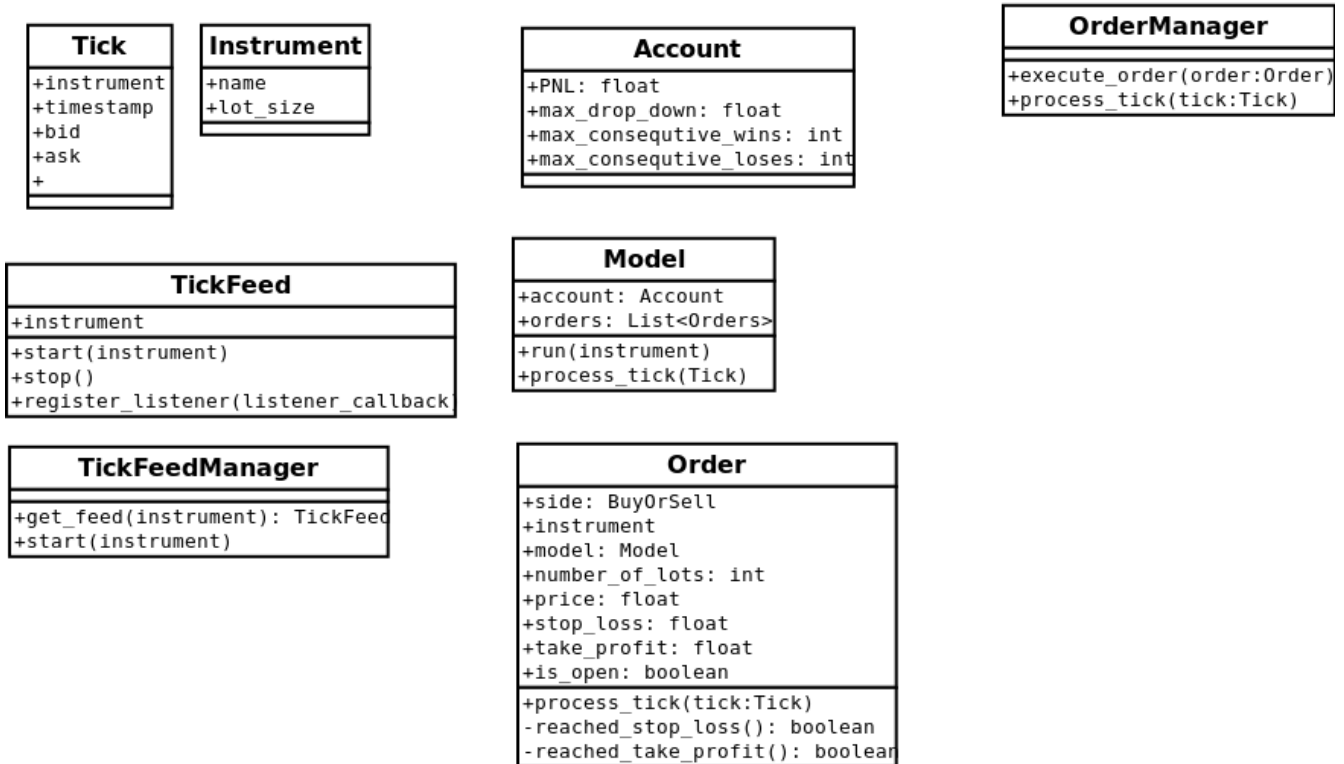 Tick
+instrument
+timestamp
+bid
+ask
+
Instrument
+name
+lot_size
Account
+PNL: float
+max_drop_down: float
+max_consequtive_wins: int
+max_consequtive_loses: int
OrderManager
+execute_order(order:Order)
+process_tick(tick:Tick)
TickFeed
+instrument
+start(instrument)
+stop()
+register_listener(listener_callback)
Model
+account: Account
+orders: List<Orders>
+run(instrument)
+process_tick(Tick)
TickFeedManager
+get_feed(instrument): TickFeed
+start(instrument)
Order
+side: BuyOrSell
+instrument
+model: Model
+number_of_lots: int
+price: float
+stop_loss: float
+take_profit: float
+is_open: boolean
+process_tick(tick:Tick)
-reached_stop_loss(): boolean
-reached_take_profit(): boolean